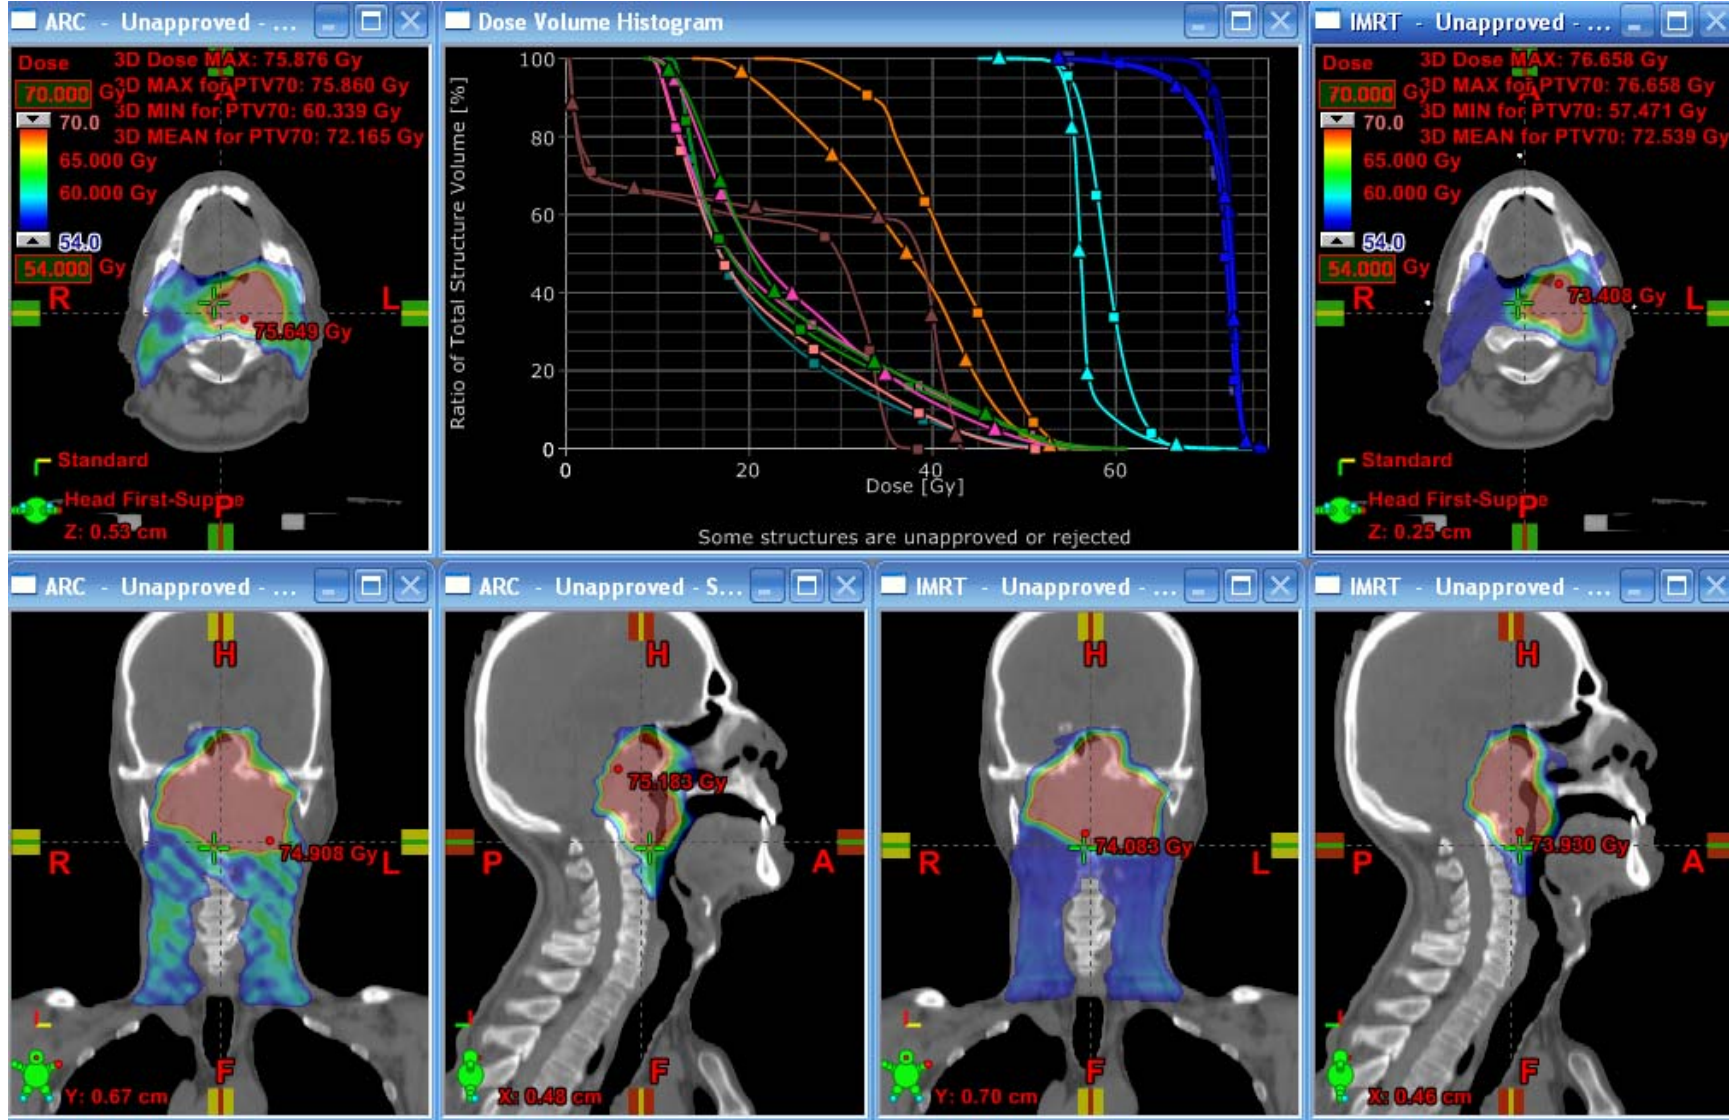 ARC - Unapproved - ...
Dose
3D Dose MAX: 75.876 Gy
70.000 Gy
3D MAX for PTV70: 75.860 Gy
3D MIN for PTV70: 60.339 Gy
70.0
3D MEAN for PTV70: 72.165 Gy
65.000 Gy
60.000 Gy
54.0
54.000 Gy
A
R
L
75.649 Gy
Standard
Head First-Supine
P
Z: 0.53 cm
Dose Volume Histogram
Ratio of Total Structure Volume [%]
100
80
60
40
20
0
0
20
40
60
Dose [Gy]
Some structures are unapproved or rejected
IMRT - Unapproved - ...
Dose
3D Dose MAX: 76.658 Gy
70.000 Gy
3D MAX for PTV70: 76.658 Gy
3D MIN for PTV70: 57.471 Gy
70.0
3D MEAN for PTV70: 72.539 Gy
65.000 Gy
60.000 Gy
54.0
54.000 Gy
A
R
L
73.408 Gy
Standard
Head First-Supine
P
Z: 0.25 cm
ARC - Unapproved - ...
H
R
L
74.908 Gy
F
Y: 0.67 cm
ARC - Unapproved - S...
H
75.183 Gy
P
A
F
X: 0.48 cm
IMRT - Unapproved - ...
H
R
L
74.083 Gy
F
Y: 0.70 cm
IMRT - Unapproved - ...
H
P
A
73.930 Gy
F
X: 0.46 cm